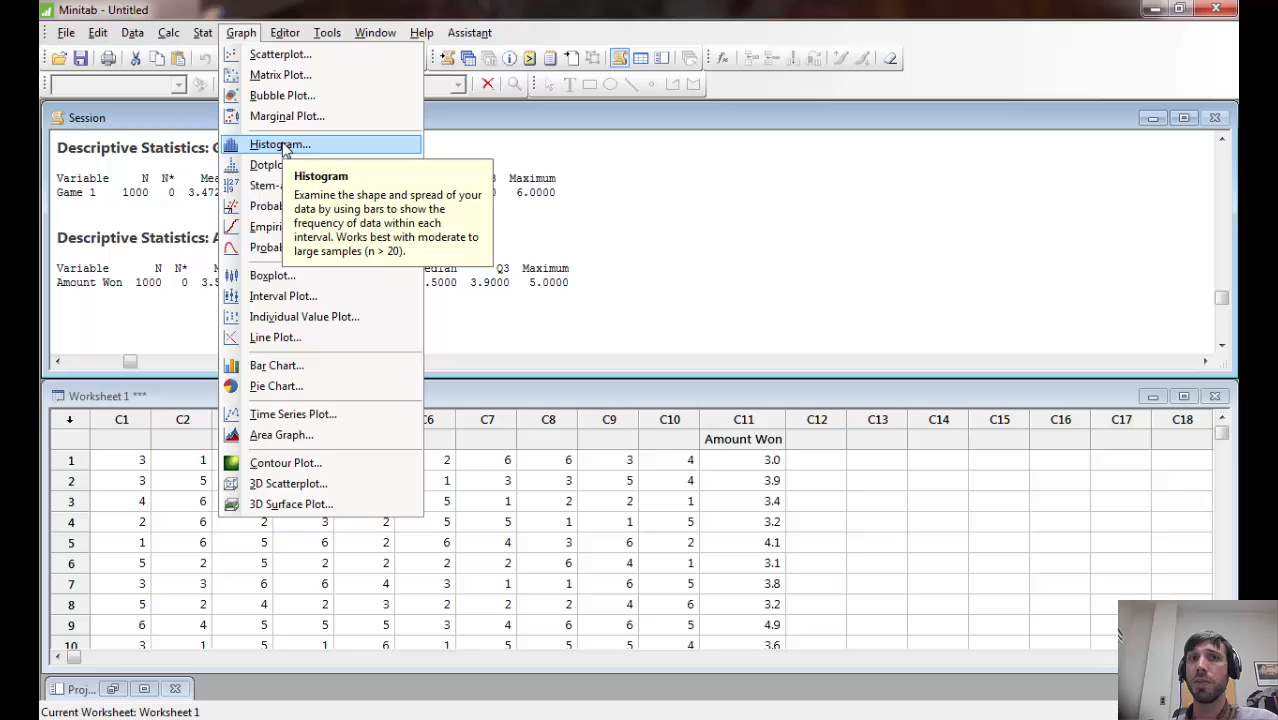 Minitab - Untitled
File Edit Data Calc Stat Graph Editor Tools Window Help Assistant
Scatterplot...
Matrix Plot...
Bubble Plot...
Marginal Plot...
Histogram...
Histogram
Examine the shape and spread of your
data by using bars to show the
frequency of data within each
interval. Works best with moderate to
large samples (n > 20).
Boxplot...
Interval Plot...
Individual Value Plot...
Line Plot...
Bar Chart...
Pie Chart...
Time Series Plot...
Area Graph...
Contour Plot...
3D Scatterplot...
3D Surface Plot...
Session
Descriptive Statistics:
Variable N N* Maximum
Game 1 1000 0 6.0000
Descriptive Statistics:
Variable N N* Q3 Maximum
Amount Won 1000 0 3.9000 5.0000
Worksheet 1 ***
C1 C2 C7 C8 C9 C10 C11 C12 C13 C14 C15 C16 C17 C18
Amount Won
1 3 1 2 6 6 3 4 3.0
2 3 5 1 3 3 5 4 3.9
3 4 6 5 1 2 2 1 3.4
4 2 6 2 3 2 5 5 1 1 5 3.2
5 1 6 5 6 2 6 4 3 6 2 4.1
6 5 2 5 2 2 2 2 6 4 1 3.1
7 3 3 6 6 4 3 1 1 6 5 3.8
8 5 2 4 2 3 2 2 2 4 6 3.2
9 6 4 5 5 5 3 4 6 6 5 4.9
10 3 1 5 1 6 1 5 5 5 4 3.6
Proj...
Current Worksheet: Worksheet 1